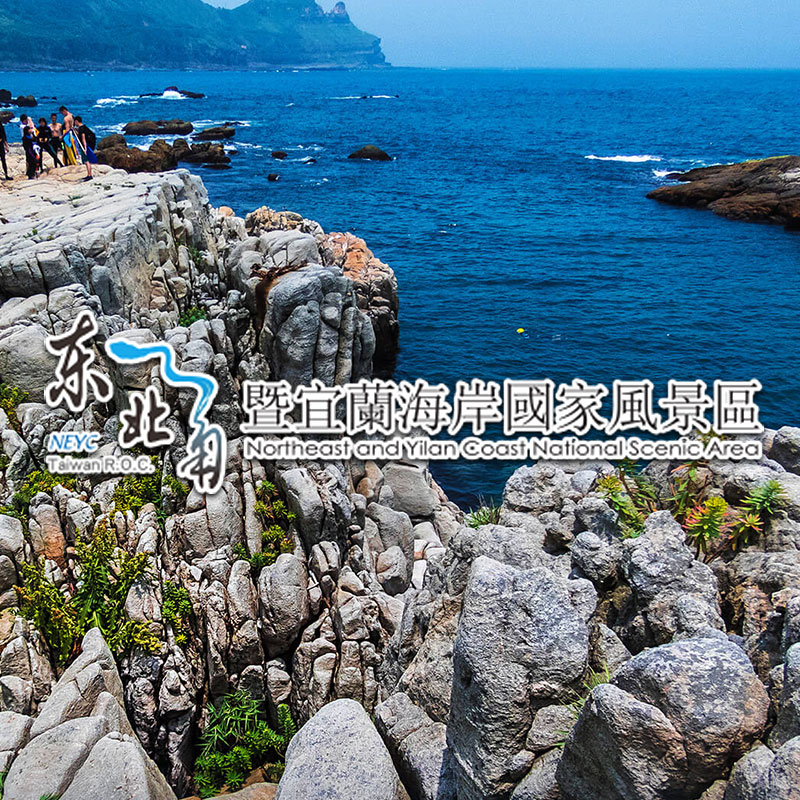 东北角
NEYC
Taiwan R.O.C.
暨宜蘭海岸國家風景區
Northeast and Yilan Coast National Scenic Area